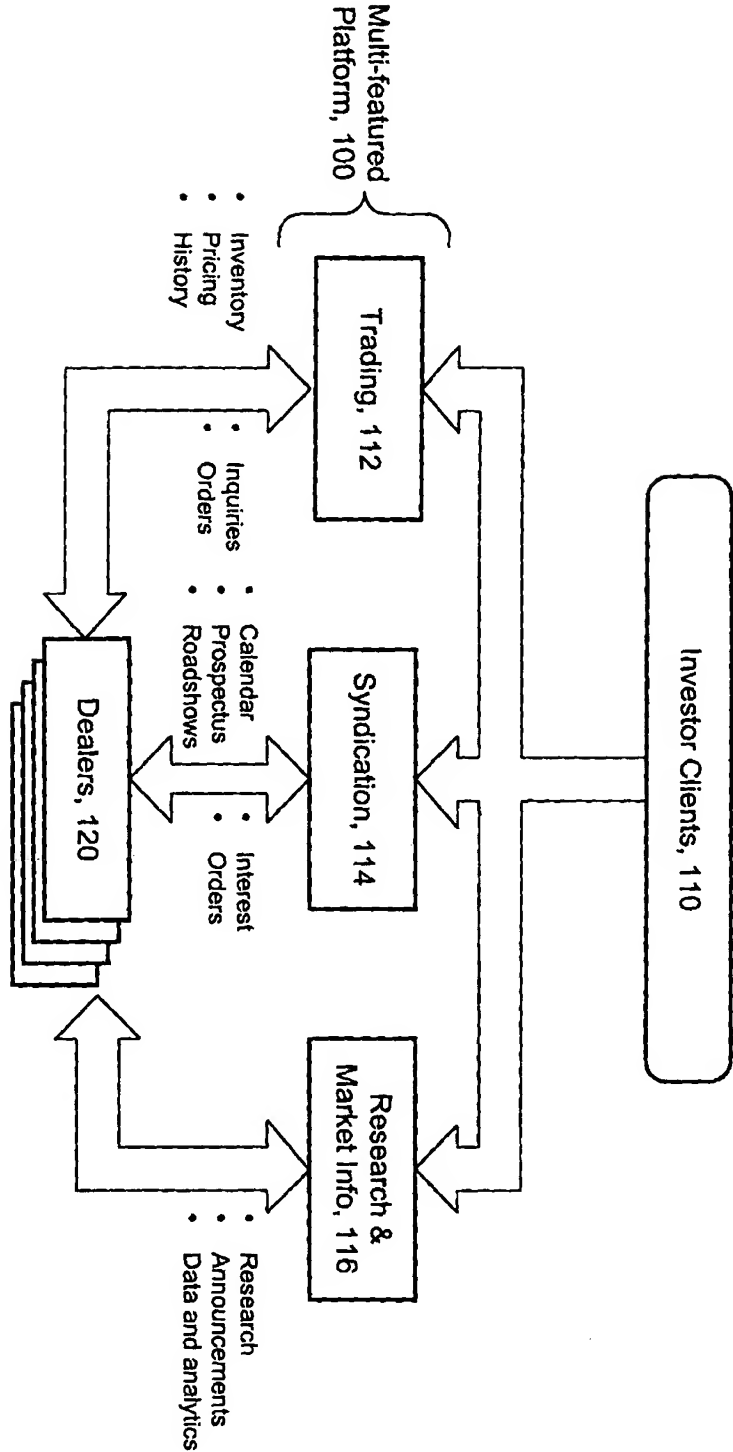 Investor Clients, 110
Multi-featured
Platform, 100
Trading, 112
Syndication, 114
Research &
Market Info, 116
• Inventory
• Pricing
• History
• Inquiries
• Orders
• Calendar
• Prospectus
• Roadshows
• Interest
• Orders
• Research
• Announcements
• Data and analytics
Dealers, 120